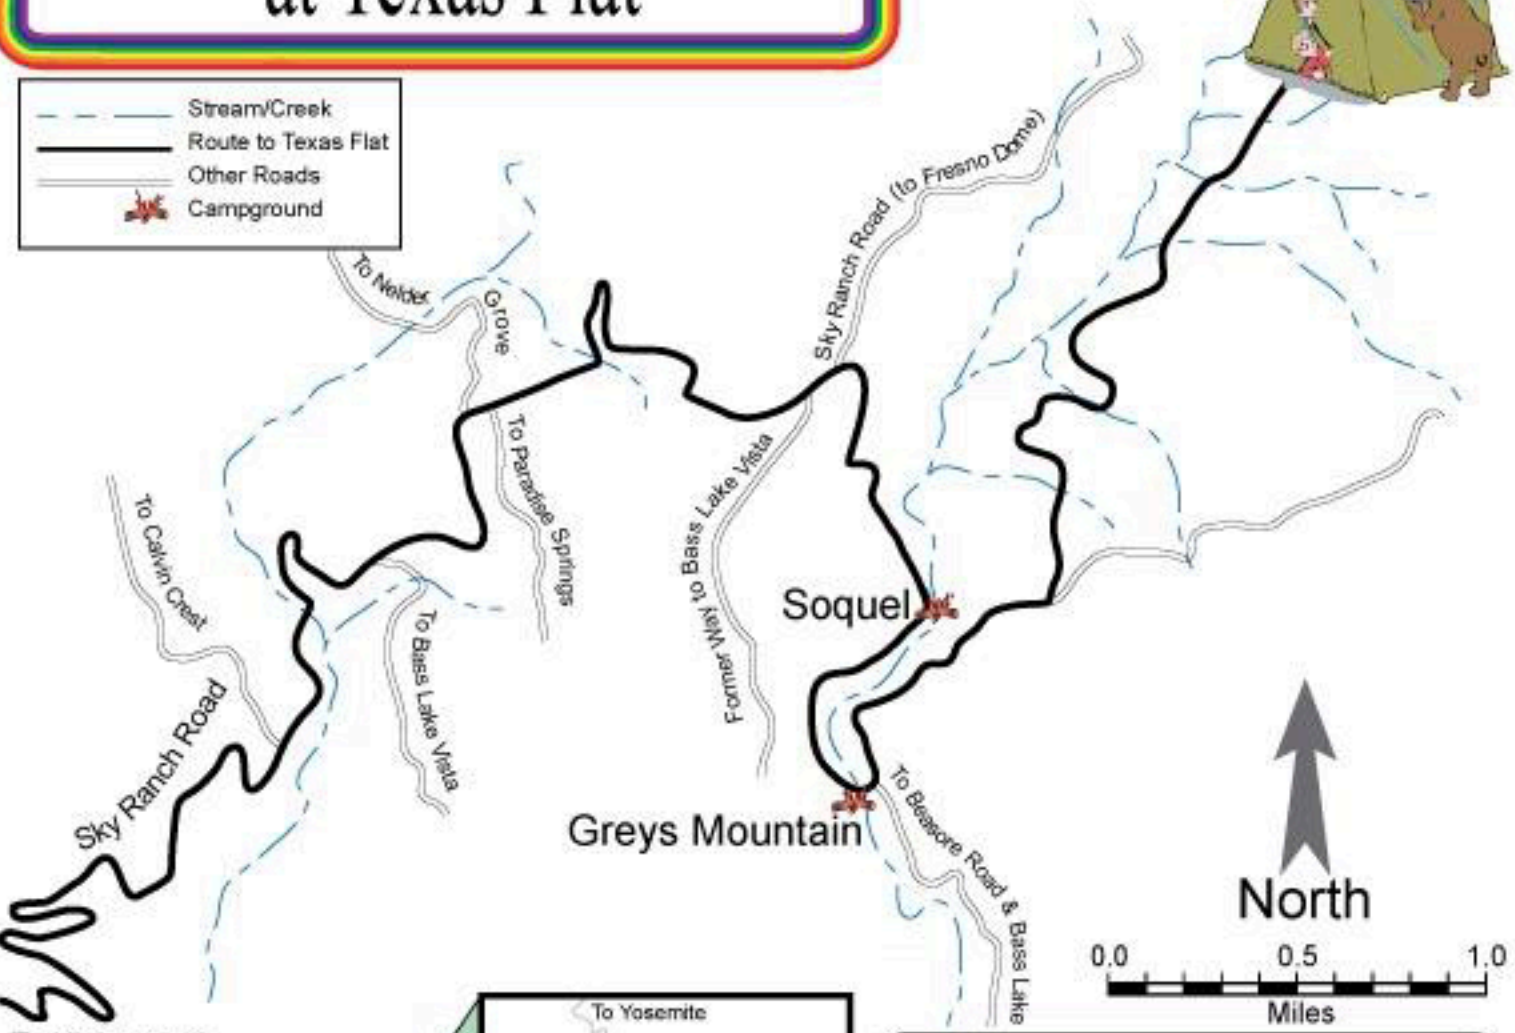 at Texas Flat
Stream/Creek
Route to Texas Flat
Other Roads
Campground
To Nelder
Grove
Sky Ranch Road (to Fresno Dome)
To Paradise Springs
Former Way to Bass Lake Vista
To Calvin Crest
Soquel
To Bass Lake Vista
Sky Ranch Road
Greys Mountain
To Beasore Road & Bass Lake
North
0.0 0.5 1.0
Miles
To Yosemite